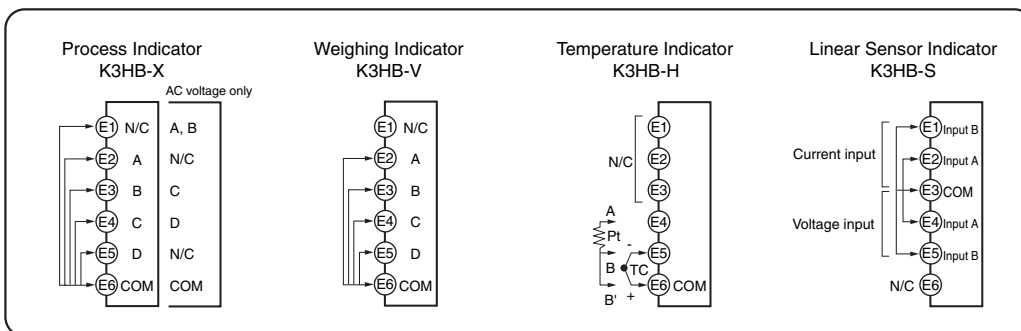 Process Indicator
K3HB-X
AC voltage only
E1 N/C A, B
E2 A N/C
E3 B C
E4 C D
E5 D N/C
E6 COM COM
Weighing Indicator
K3HB-V
E1 N/C
E2 A
E3 B
E4 C
E5 D
E6 COM
Temperature Indicator
K3HB-H
E1
N/C E2
E3
A E4
Pt
- E5
B TC
B' + E6 COM
Linear Sensor Indicator
K3HB-S
E1 Input B
Current input
E2 Input A
E3 COM
Voltage input
E4 Input A
E5 Input B
N/C E6